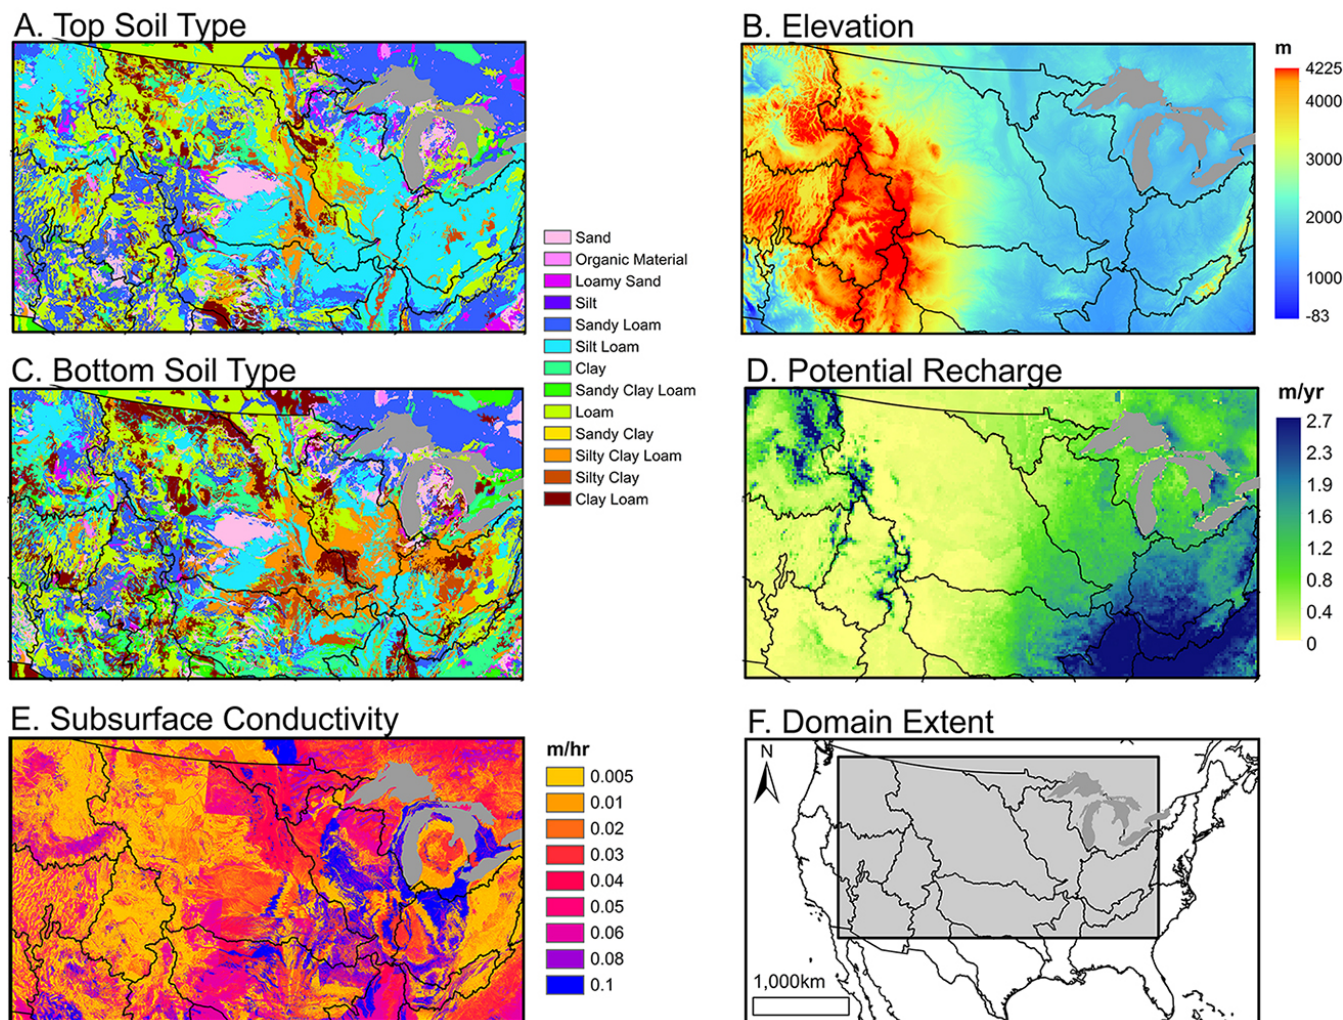 A. Top Soil Type
B. Elevation
m
4225
4000
3000
2000
1000
-83
Sand
Organic Material
Loamy Sand
Silt
Sandy Loam
Silt Loam
Clay
Sandy Clay Loam
Loam
Sandy Clay
Silty Clay Loam
Silty Clay
Clay Loam
C. Bottom Soil Type
D. Potential Recharge
m/yr
2.7
2.3
1.9
1.6
1.2
0.8
0.4
0
E. Subsurface Conductivity
m/hr
0.005
0.01
0.02
0.03
0.04
0.05
0.06
0.08
0.1
F. Domain Extent
N
1,000km